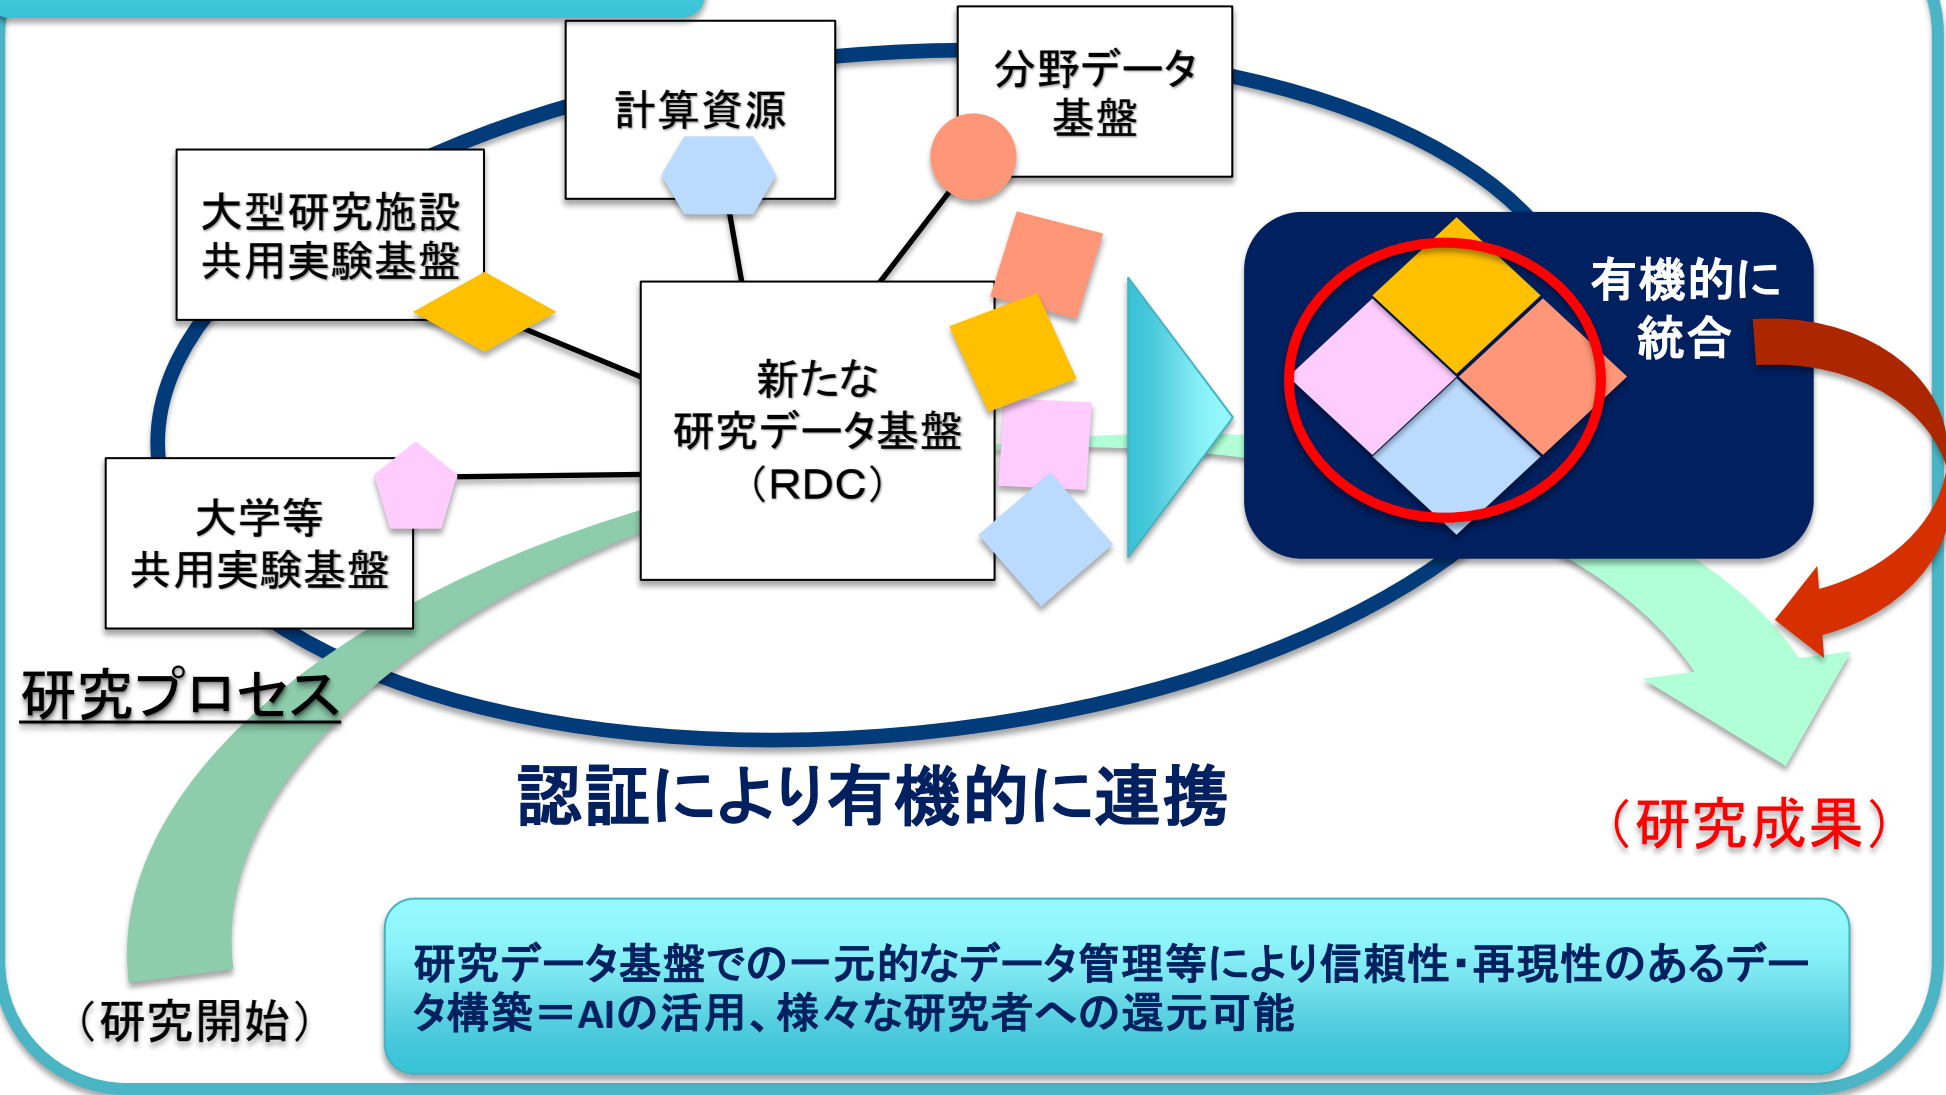 計算資源
分野データ
基盤
大型研究施設
共用実験基盤
有機的に
統合
新たな
研究データ基盤
（RDC）
大学等
共用実験基盤
研究プロセス
認証により有機的に連携
（研究成果）
研究データ基盤での一元的なデータ管理等により信頼性・再現性のあるデー
タ構築＝AIの活用、様々な研究者への還元可能
（研究開始）